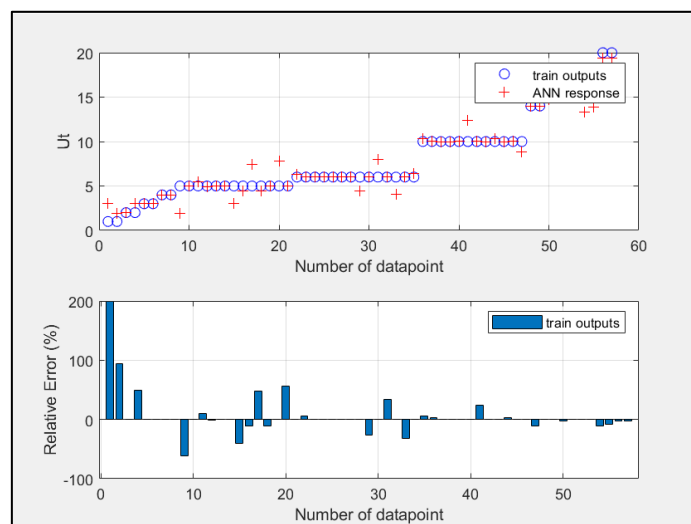 20
15
10
5
0
Ut
train outputs
ANN response
0 10 20 30 40 50 60
Number of datapoint
200
100
0
-100
Relative Error (%)
train outputs
0 10 20 30 40 50
Number of datapoint